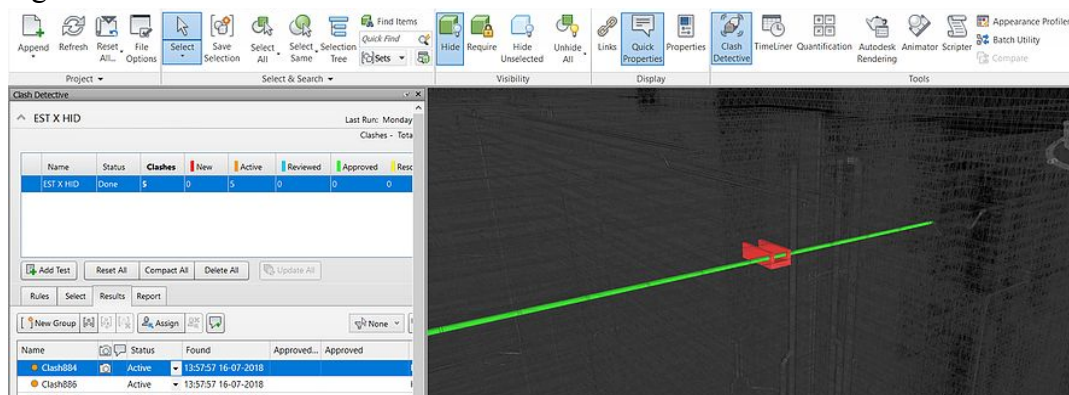 Append
Refresh
Reset All...
File Options
Select
Save Selection
Select All
Select Same
Selection Tree
Find Items
Quick Find
Sets
Hide
Require
Hide Unselected
Unhide All
Links
Quick Properties
Properties
Clash Detective
TimeLiner
Quantification
Autodesk Rendering
Animator
Scripter
Appearance Profiler
Batch Utility
Compare
Project
Select & Search
Visibility
Display
Tools
Clash Detective
EST X HID
Last Run: Monday
Clashes - Tota
Name Status Clashes New Active Reviewed Approved Reso
EST X HID Done 5 0 5 0 0 0
Add Test Reset All Compact All Delete All Update All
Rules Select Results Report
New Group Assign None
Name Status Found Approved... Approved
Clash884 Active 13:57:57 16-07-2018
Clash886 Active 13:57:57 16-07-2018